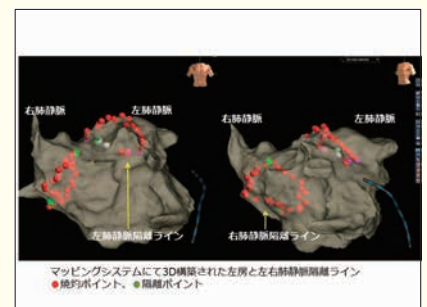 右肺静脈
左肺静脈
左肺静脈隔離ライン
右肺静脈
左肺静脈
右肺静脈隔離ライン
マッピングシステムにて3D構築された左房と左右肺静脈隔離ライン
●焼灼ポイント、●隔離ポイント